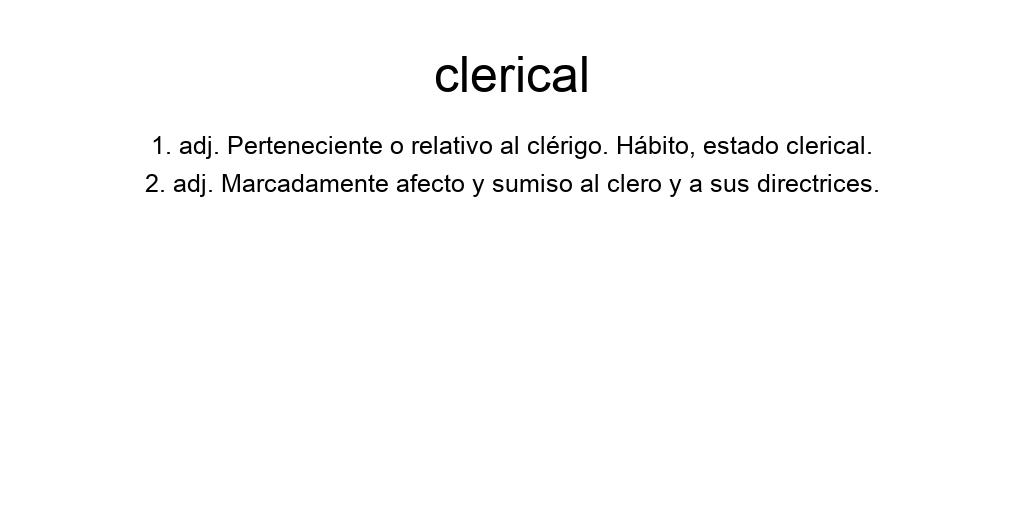 clerical
1. adj. Perteneciente o relativo al clérigo. Hábito, estado clerical.
2. adj. Marcadamente afecto y sumiso al clero y a sus directrices.